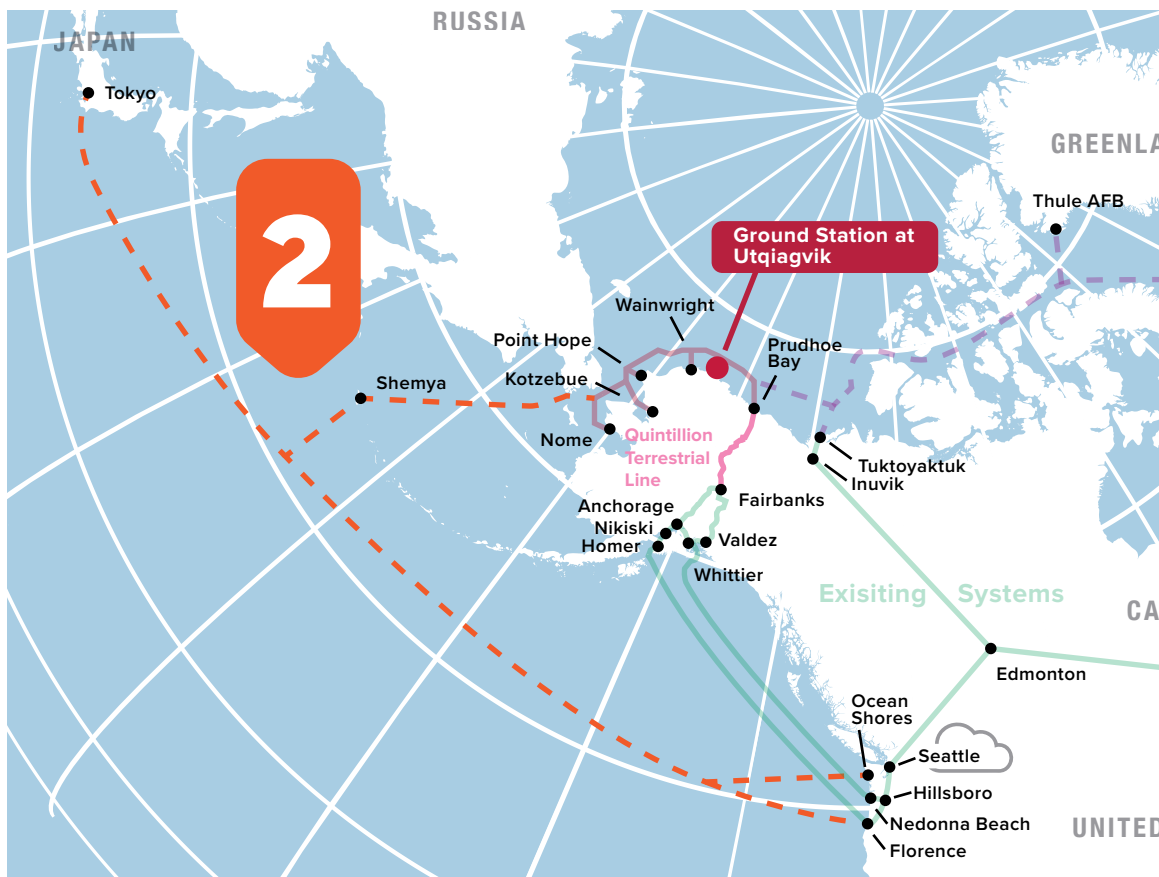 RUSSIA
JAPAN
Tokyo
GREENLA
Thule AFB
2
Ground Station at
Utqiagvik
Wainwright
Point Hope
Prudhoe
Bay
Kotzebue
Shemya
Nome
Quintillion
Terrestrial
Line
Tuktoyaktuk
Inuvik
Fairbanks
Anchorage
Nikiski
Homer
Valdez
Whittier
Exisiting Systems
CA
Edmonton
Ocean
Shores
Seattle
Hillsboro
Nedonna Beach
UNITED
Florence